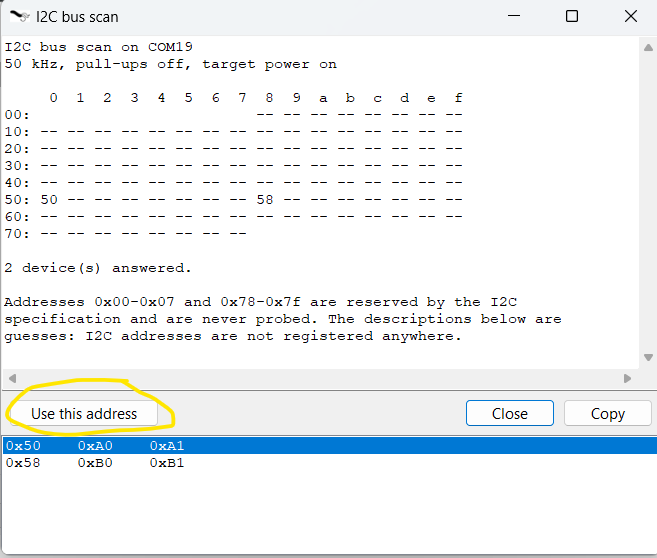 I2C bus scan
I2C bus scan on COM19
50 kHz, pull-ups off, target power on
0 1 2 3 4 5 6 7 8 9 a b c d e f
00: -- -- -- -- -- -- -- --
10: -- -- -- -- -- -- -- -- -- -- -- -- -- -- -- --
20: -- -- -- -- -- -- -- -- -- -- -- -- -- -- -- --
30: -- -- -- -- -- -- -- -- -- -- -- -- -- -- -- --
40: -- -- -- -- -- -- -- -- -- -- -- -- -- -- -- --
50: 50 -- -- -- -- -- -- -- 58 -- -- -- -- -- -- --
60: -- -- -- -- -- -- -- -- -- -- -- -- -- -- -- --
70: -- -- -- -- -- -- -- --
2 device(s) answered.
Addresses 0x00-0x07 and 0x78-0x7f are reserved by the I2C
specification and are never probed. The descriptions below are
guesses: I2C addresses are not registered anywhere.
Use this address
Close
Copy
0x50 0xA0 0xA1
0x58 0xB0 0xB1